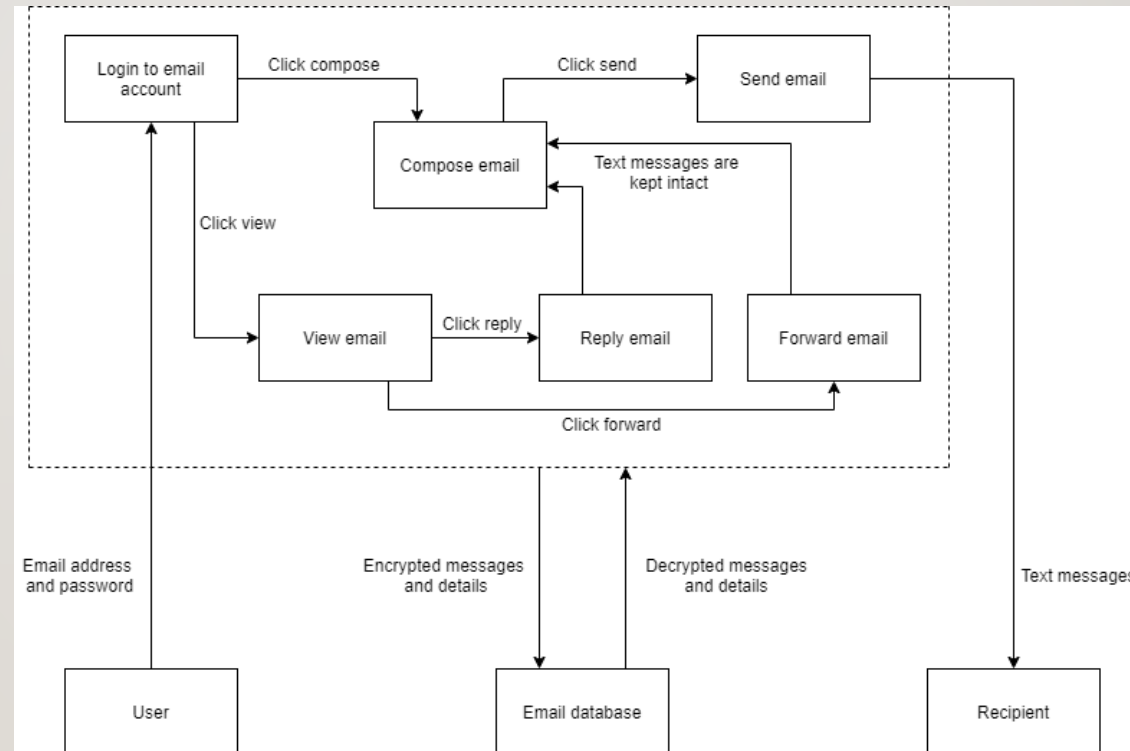 Login to email
account
Click compose
Click send
Send email
Compose email
Text messages are
kept intact
Click view
View email
Click reply
Reply email
Forward email
Click forward
Email address
and password
Encrypted messages
and details
Decrypted messages
and details
Text messages
User
Email database
Recipient